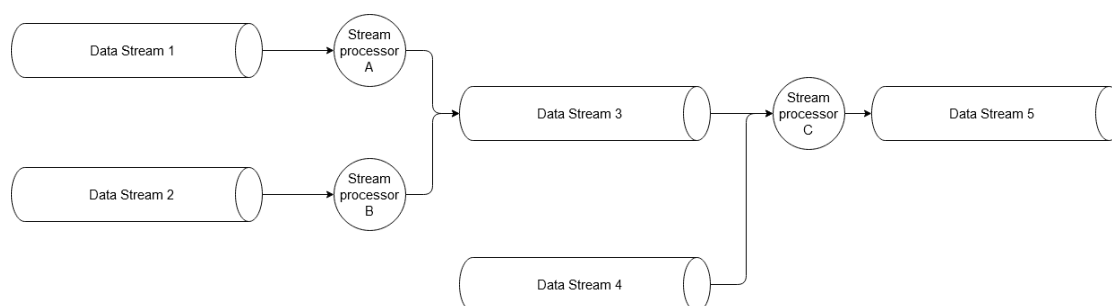 Data Stream 1
Stream
processor
A
Data Stream 2
Stream
processor
B
Data Stream 3
Data Stream 4
Stream
processor
C
Data Stream 5